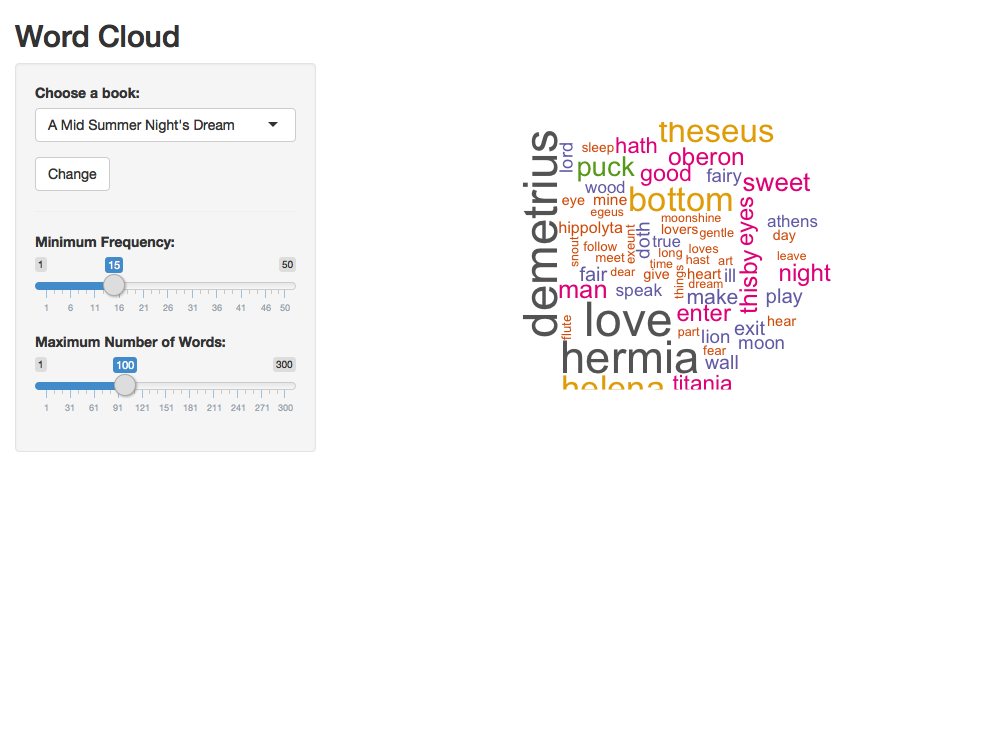 Word Cloud
Choose a book:
A Mid Summer Night's Dream
Change
Minimum Frequency:
1 15 50
1 6 11 16 21 26 31 36 41 46 50
Maximum Number of Words:
1 100 300
1 31 61 91 121 151 181 211 241 271 300
theseus
demetrius
lord
sleep
hath
oberon
puck
good
fairy
sweet
wood
eye
mine
bottom
egeus
eyes
moonshine
athens
hippolyta
lovers
gentle
day
snout
follow
exeunt
doth
true
long
loves
leave
meet
time
hast
art
thisby
night
fair
dear
give
things
heart
ill
dream
man
speak
make
play
love
enter
flute
part
lion
exit
hear
moon
hermia
fear
wall
helena
titania